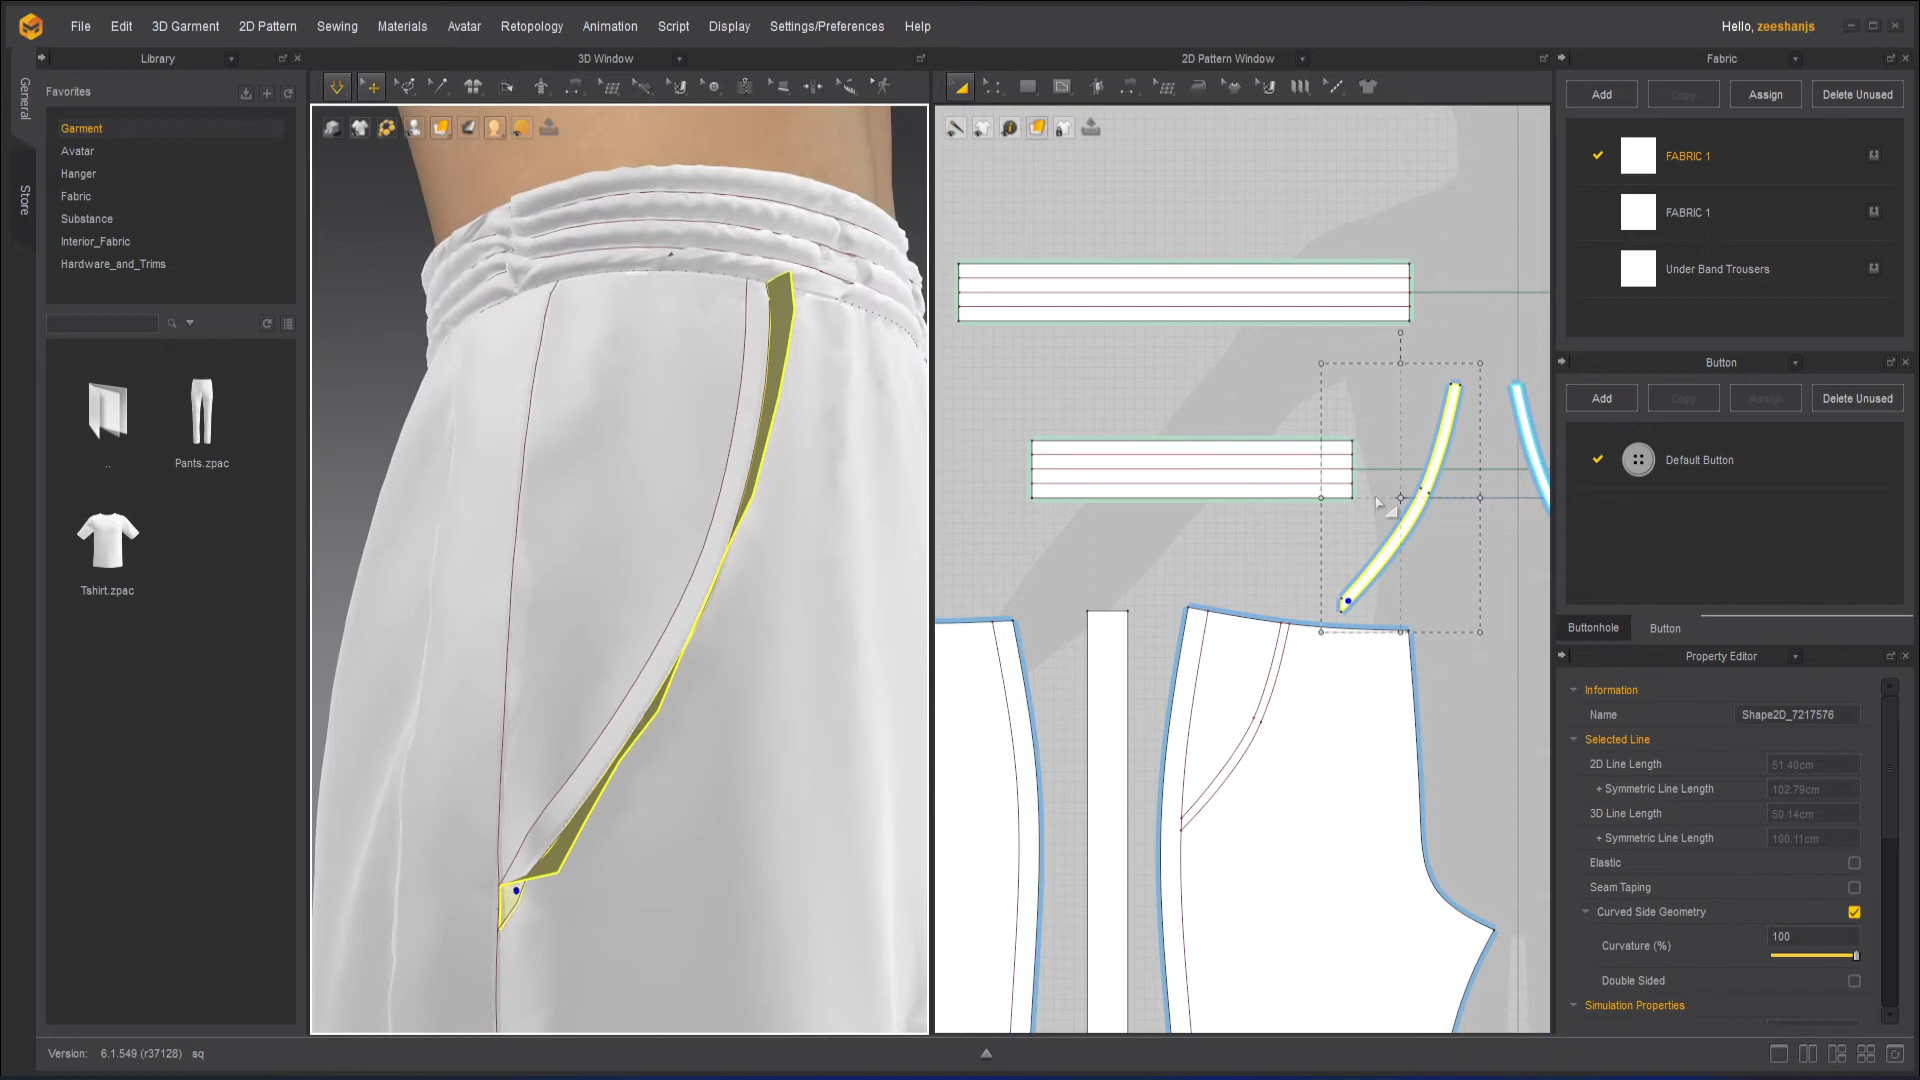 File Edit 3D Garment 2D Pattern Sewing Materials Avatar Retopology Animation Script Display Settings/Preferences Help
Hello, zeeshanjs
Library
3D Window
2D Pattern Window
Fabric
General
Store
Favorites
Garment
Avatar
Hanger
Fabric
Substance
Interior_Fabric
Hardware_and_Trims
..
Pants.zpac
Tshirt.zpac
Add Copy Assign Delete Unused
FABRIC 1
FABRIC 1
Under Band Trousers
Button
Add Copy Assign Delete Unused
Default Button
Buttonhole Button
Property Editor
Information
Name Shape2D_7217576
Selected Line
2D Line Length 51.40cm
+ Symmetric Line Length 102.79cm
3D Line Length 50.14cm
+ Symmetric Line Length 100.11cm
Elastic
Seam Taping
Curved Side Geometry
Curvature (%) 100
Double Sided
Simulation Properties
Version: 6.1.549 (r37128) sq